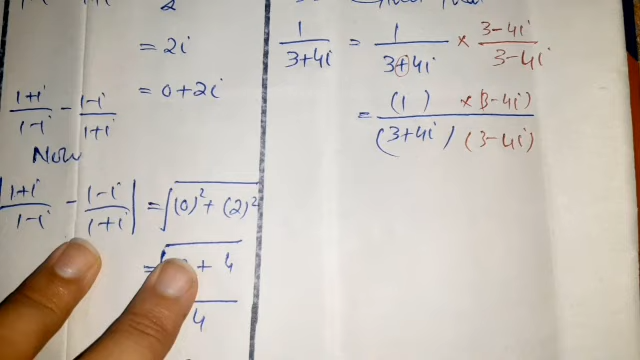 = 2i
= 0+2i
1+i/1-i - 1-i/1+i
Now
|1+i/1-i - 1-i/1+i| = √(0)² + (2)²
= √ + 4
4
1/3+4i = 1/3+4i × 3-4i/3-4i
= (1) × (3-4i)/(3+4i) (3-4i)